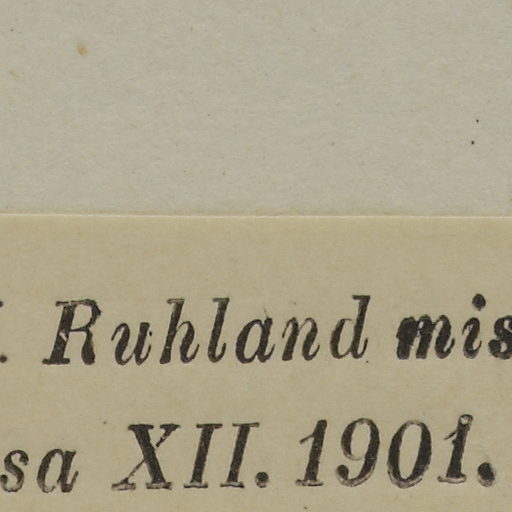 . Ruhland mis
sa XII. 1901.